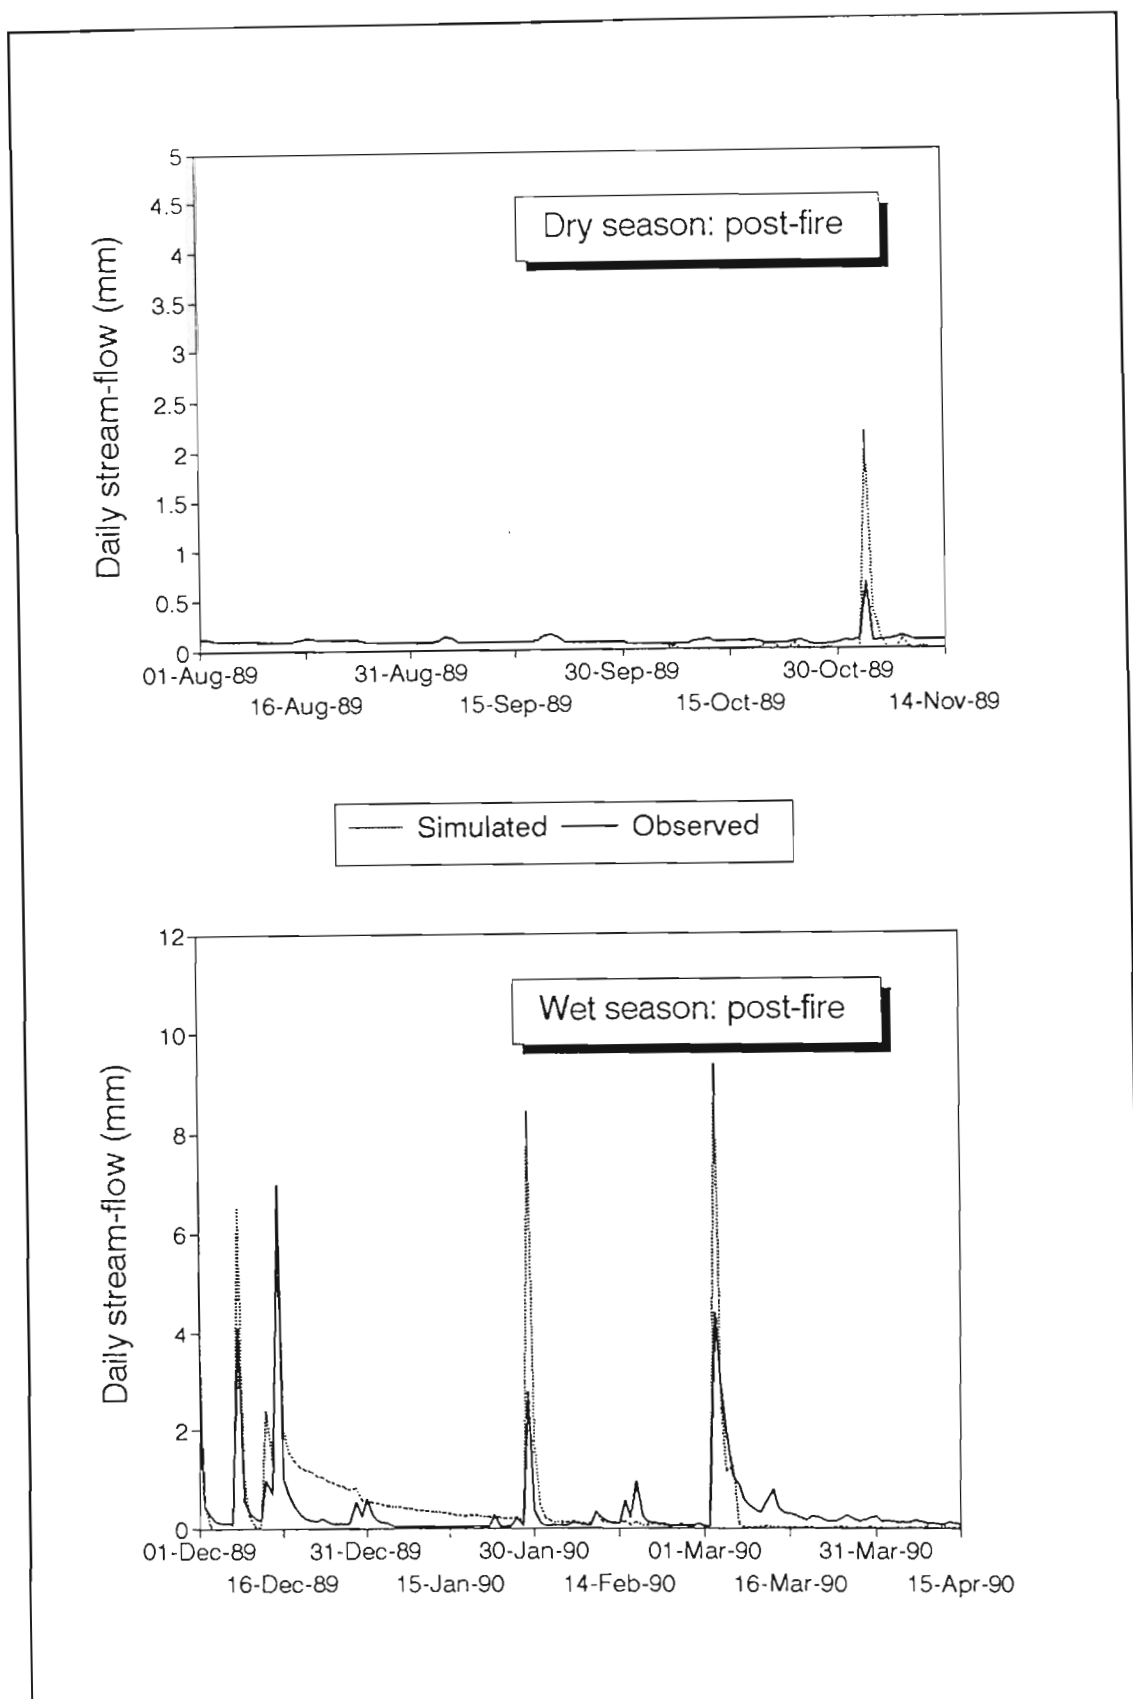 5
4.5
4
3.5
3
2.5
2
1.5
1
0.5
0
Daily stream-flow (mm)
Dry season: post-fire
01-Aug-89 31-Aug-89 30-Sep-89 30-Oct-89
16-Aug-89 15-Sep-89 15-Oct-89 14-Nov-89
Simulated Observed
12
10
8
6
4
2
0
Daily stream-flow (mm)
Wet season: post-fire
01-Dec-89 31-Dec-89 30-Jan-90 01-Mar-90 31-Mar-90
16-Dec-89 15-Jan-90 14-Feb-90 16-Mar-90 15-Apr-90